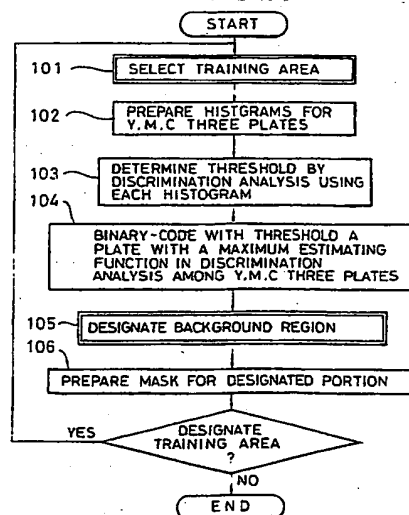 START
101
SELECT TRAINING AREA
102
PREPARE HISTGRAMS FOR
Y.M.C THREE PLATES
103
DETERMINE THRESHOLD BY
DISCRIMINATION ANALYSIS USING
EACH HISTOGRAM
104
BINARY-CODE WITH THRESHOLD A
PLATE WITH A MAXIMUM ESTIMATING
FUNCTION IN DISCRIMINATION
ANALYSIS AMONG Y.M.C THREE PLATES
105
DESIGNATE BACKGROUND REGION
106
PREPARE MASK FOR DESIGNATED PORTION
YES
DESIGNATE
TRAINING AREA
?
NO
END